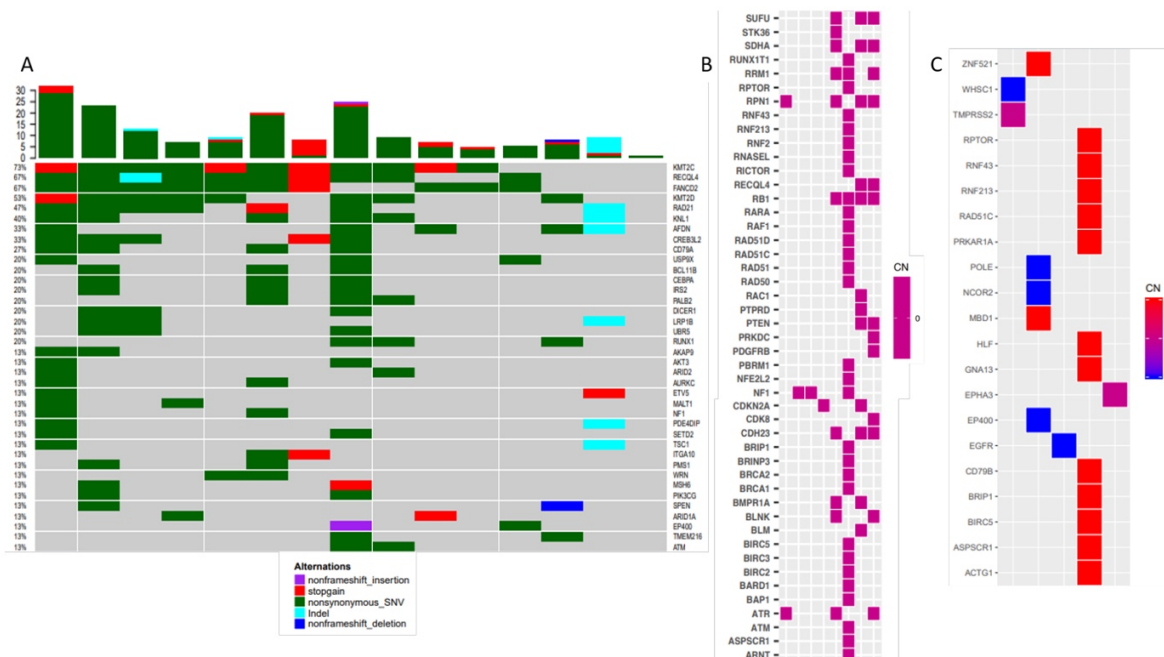 A
30
25
20
15
10
5
0
73% KMT2C
67% RECQL4
67% FANCD2
53% KMT2D
47% RAD21
40% KNL1
33% AFDN
33% CREB3L2
27% CD79A
20% USP9X
20% BCL11B
20% CEBPA
20% IRS2
20% PALB2
20% DICER1
20% LRP1B
20% UBR5
20% RUNX1
13% AKAP9
13% AKT3
13% ARID2
13% AURKC
13% ETV5
13% MALT1
13% NF1
13% PDE4DIP
13% SETD2
13% TSC1
13% ITGA10
13% PMS1
13% WRN
13% MSH6
13% PIK3CG
13% SPEN
13% ARID1A
13% EP400
13% TMEM216
13% ATM
Alterntions
nonframeshift_insertion
stopgain
nonsynonymous_SNV
Indel
nonframeshift_deletion
B
SUFU
STK36
SDHA
RUNX1T1
RRM1
RPTOR
RPN1
RNF43
RNF213
RNF2
RNASEL
RICTOR
RECQL4
RB1
RARA
RAF1
RAD51D
RAD51C
RAD51
RAD50
RAC1
PTPRD
PTEN
PRKDC
PDGFRB
PBRM1
NFE2L2
NF1
CDKN2A
CDK8
CDH23
BRIP1
BRINP3
BRCA2
BRCA1
BMPR1A
BLNK
BLM
BIRC5
BIRC3
BIRC2
BARD1
BAP1
ATR
ATM
ASPSCR1
ARNT
CN
0
C
ZNF521
WHSC1
TMPRSS2
RPTOR
RNF43
RNF213
RAD51C
PRKAR1A
POLE
NCOR2
MBD1
HLF
GNA13
EPHA3
EP400
EGFR
CD79B
BRIP1
BIRC5
ASPSCR1
ACTG1
CN